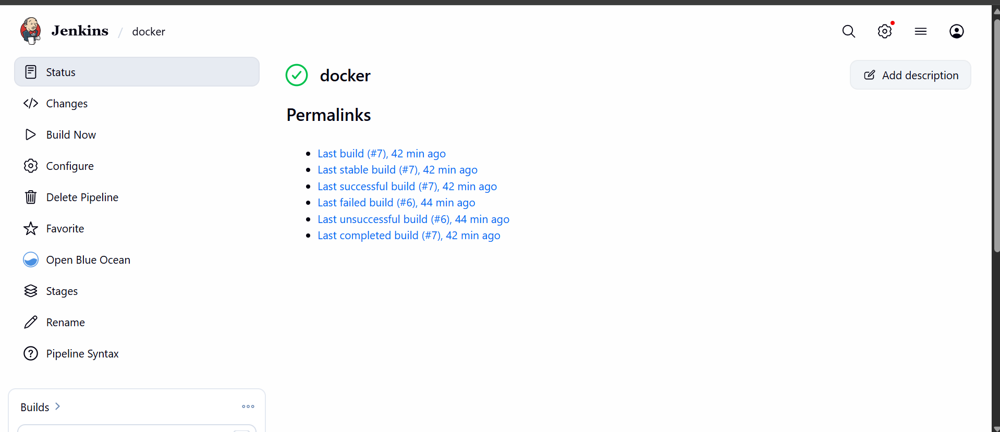 Jenkins / docker
Status
Changes
Build Now
Configure
Delete Pipeline
Favorite
Open Blue Ocean
Stages
Rename
Pipeline Syntax
Builds
docker
Add description
Permalinks
Last build (#7), 42 min ago
Last stable build (#7), 42 min ago
Last successful build (#7), 42 min ago
Last failed build (#6), 44 min ago
Last unsuccessful build (#6), 44 min ago
Last completed build (#7), 42 min ago